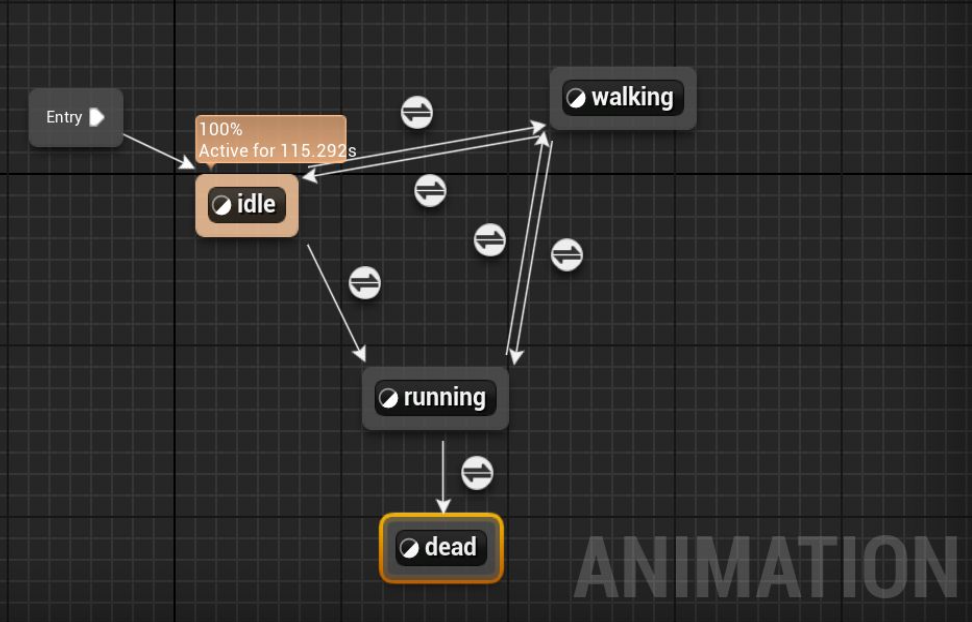 walking
Entry
100%
Active for 115.292s
idle
running
dead
ANIMATION